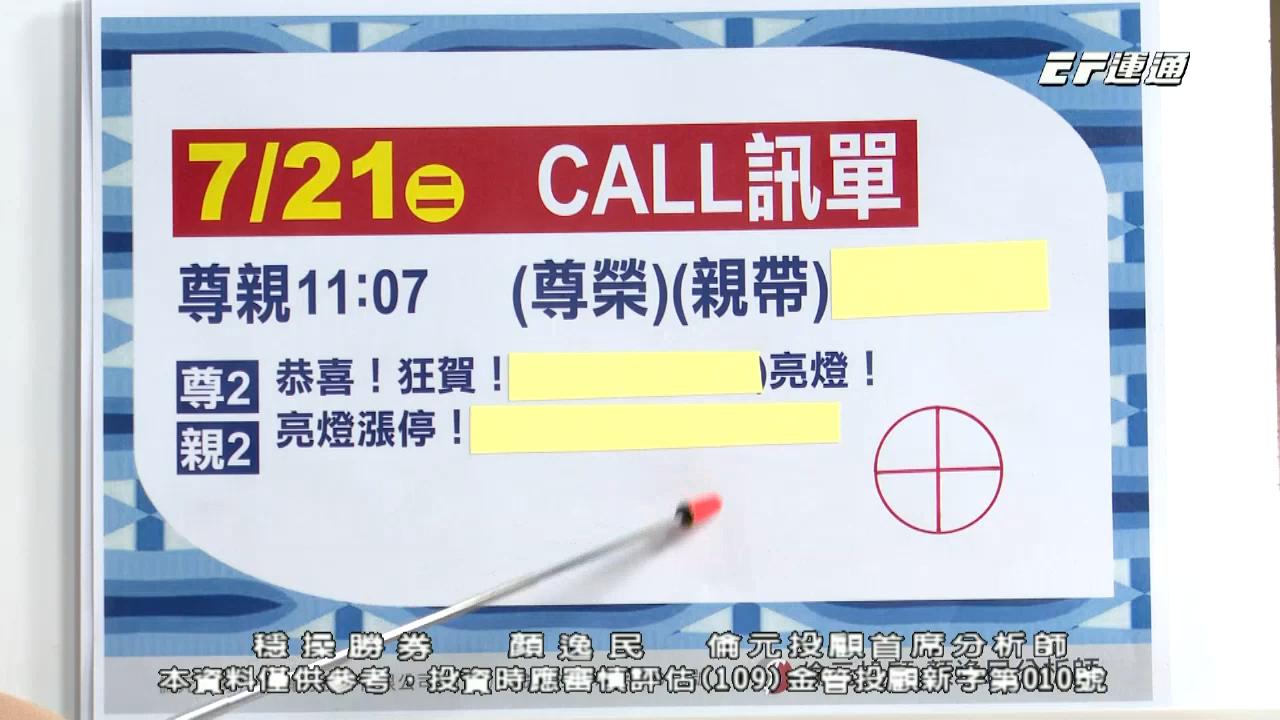 EF運通
7/21㊁ CALL訊單
尊親11:07 (尊榮)(親帶)
尊2 恭喜！狂賀！)亮燈！
親2 亮燈漲停！
穩操勝券 顏逸民 倫元投顧首席分析師
本資料僅供參考，投資時應審慎評估(109)金管投顧新字第010號